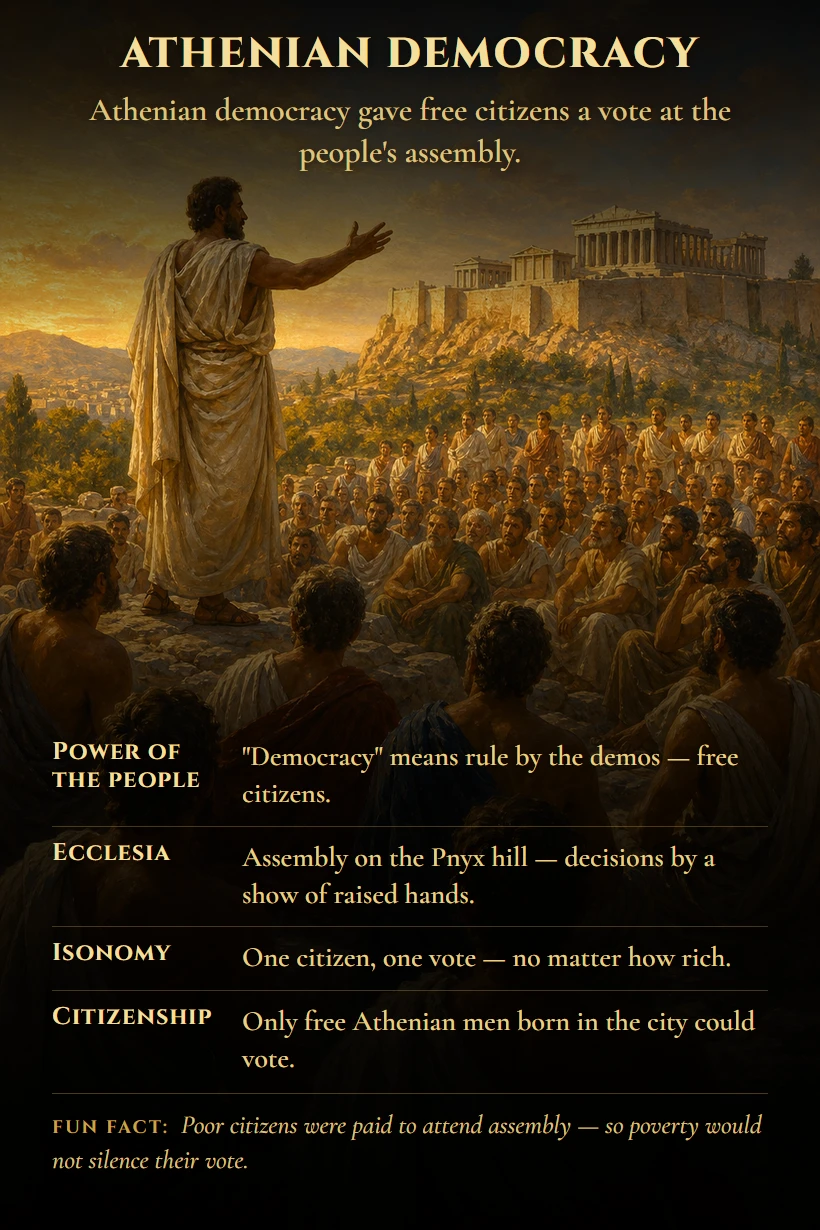 ATHENIAN DEMOCRACY
Athenian democracy gave free citizens a vote at the
people's assembly.
POWER OF
THE PEOPLE
"Democracy" means rule by the demos — free
citizens.
ECCLESIA
Assembly on the Pnyx hill — decisions by a
show of raised hands.
ISONOMY
One citizen, one vote — no matter how rich.
CITIZENSHIP
Only free Athenian men born in the city could
vote.
FUN FACT: Poor citizens were paid to attend assembly — so poverty would
not silence their vote.